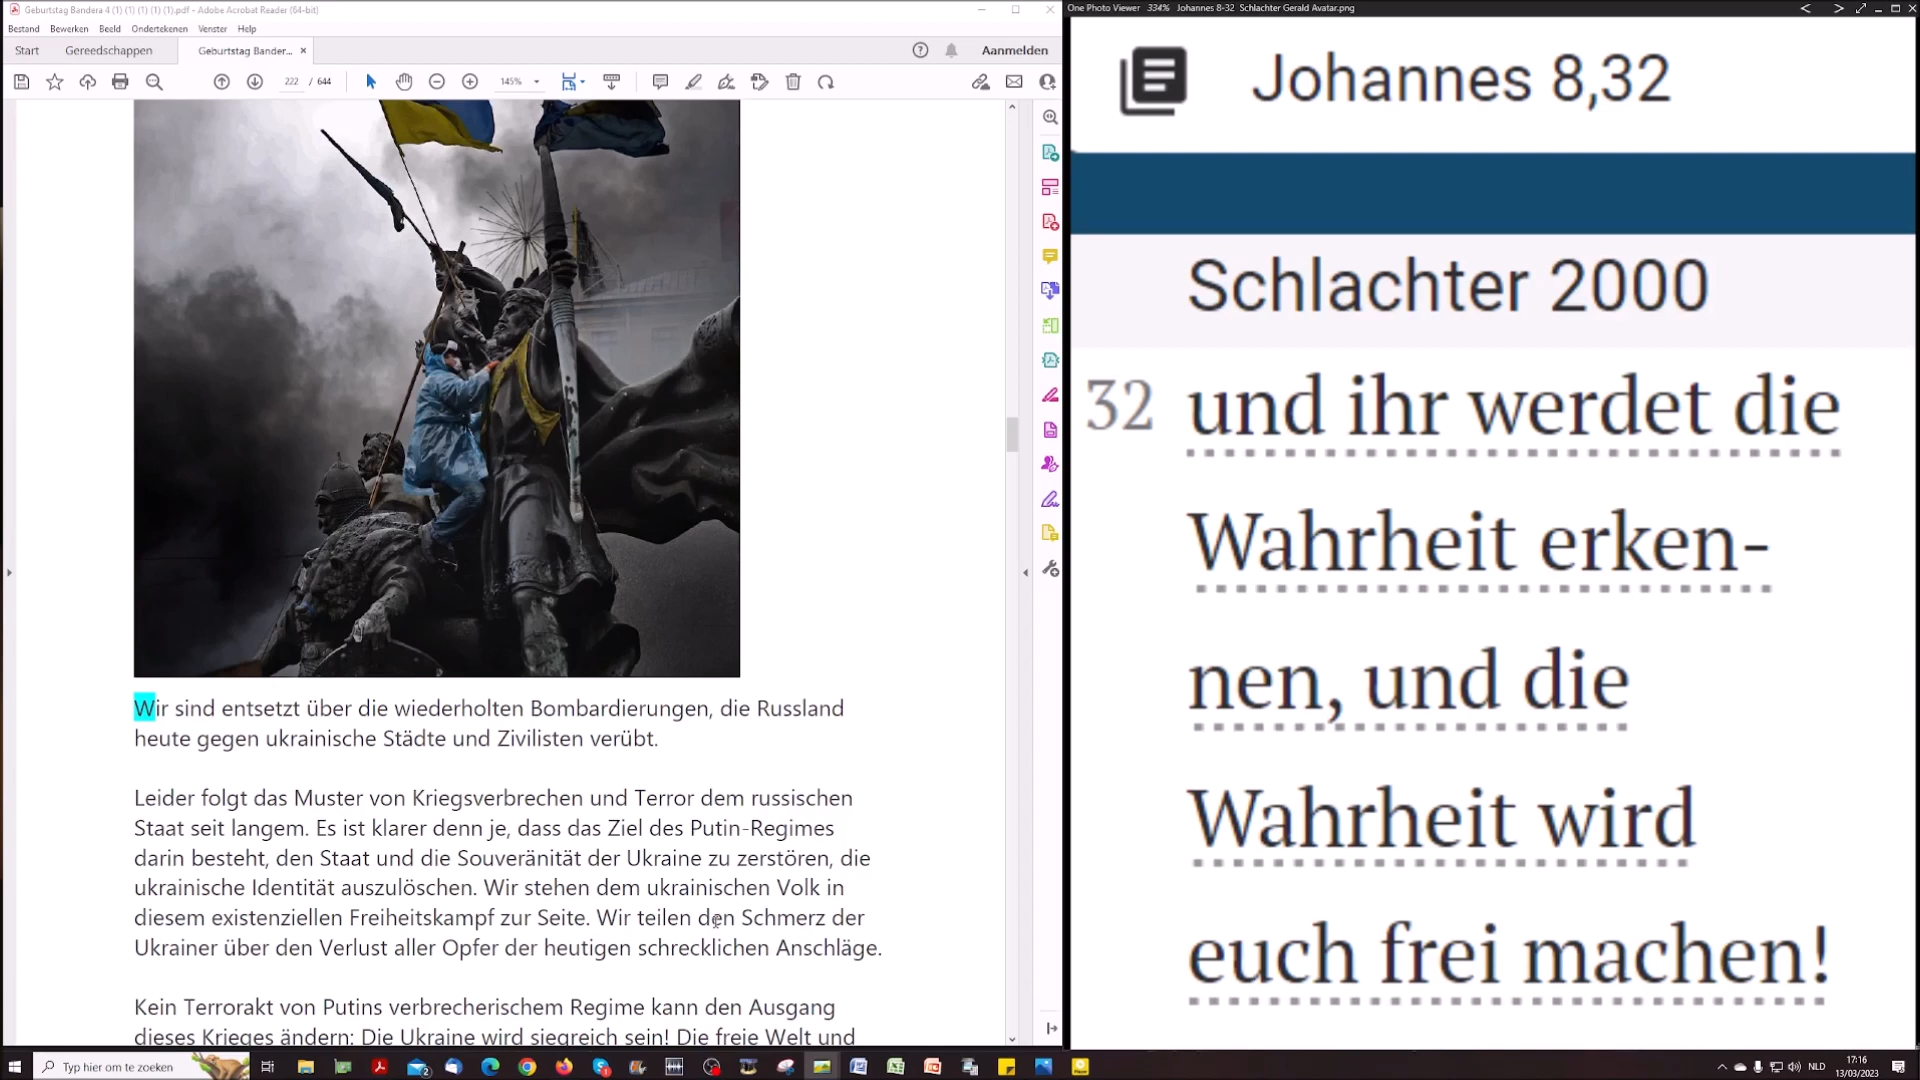 Geburtstag Bandera 4 (1) (1) (1) (1) (1).pdf - Adobe Acrobat Reader (64-bit)
Bestand Bewerken Beeld Ondertekenen Venster Help
Start Gereedschappen Geburtstag Bander... × Aanmelden
222 / 644 145%
Wir sind entsetzt über die wiederholten Bombardierungen, die Russland
heute gegen ukrainische Städte und Zivilisten verübt.
Leider folgt das Muster von Kriegsverbrechen und Terror dem russischen
Staat seit langem. Es ist klarer denn je, dass das Ziel des Putin-Regimes
darin besteht, den Staat und die Souveränität der Ukraine zu zerstören, die
ukrainische Identität auszulöschen. Wir stehen dem ukrainischen Volk in
diesem existenziellen Freiheitskampf zur Seite. Wir teilen den Schmerz der
Ukrainer über den Verlust aller Opfer der heutigen schrecklichen Anschläge.
Kein Terrorakt von Putins verbrecherischem Regime kann den Ausgang
dieses Krieges ändern: Die Ukraine wird siegreich sein! Die freie Welt und
One Photo Viewer 334% Johannes 8-32 Schlachter Gerald Avatar.png
Johannes 8,32
Schlachter 2000
32 und ihr werdet die
Wahrheit erken-
nen, und die
Wahrheit wird
euch frei machen!
Typ hier om te zoeken
NLD
17:16
13/03/2023